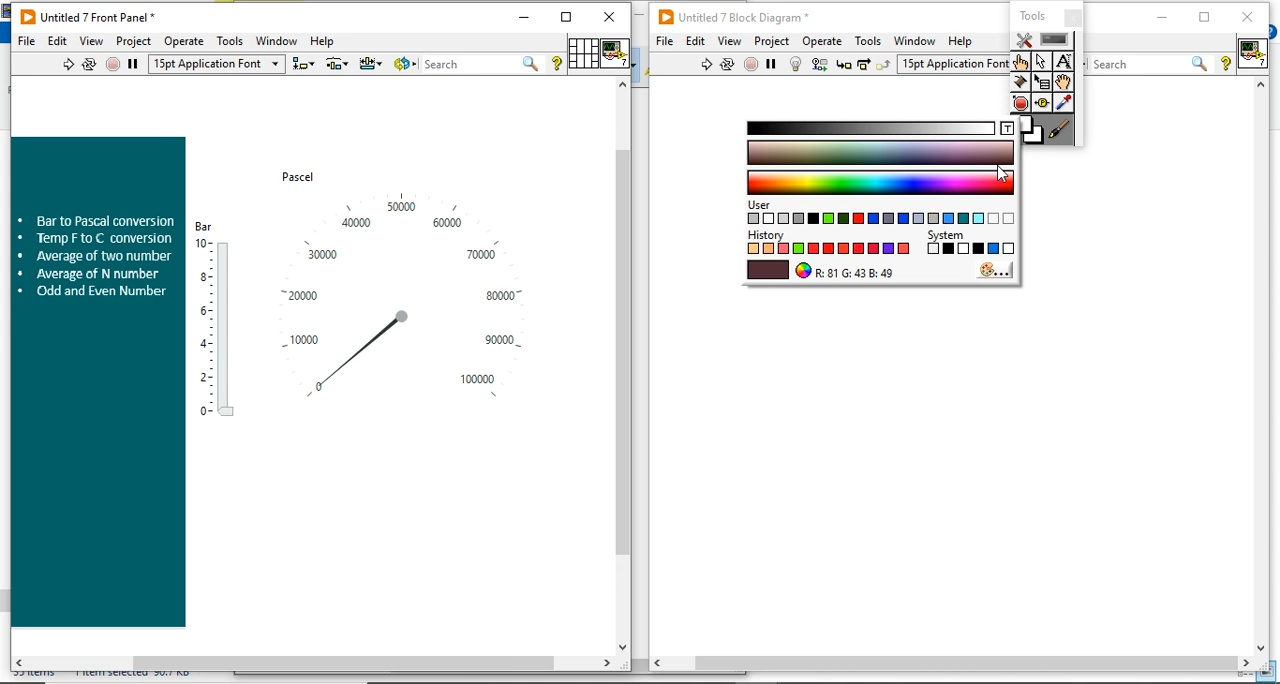 Untitled 7 Front Panel *
File Edit View Project Operate Tools Window Help
15pt Application Font
Search
?
7
Bar to Pascal conversion
Temp F to C conversion
Average of two number
Average of N number
Odd and Even Number
Bar
10
8
6
4
2
0
Pascel
0
10000
20000
30000
40000
50000
60000
70000
80000
90000
100000
Untitled 7 Block Diagram *
File Edit View Project Operate Tools Window Help
15pt Application Font
Search
?
7
Tools
A
P
T
User
History
System
R: 81 G: 43 B: 49
...